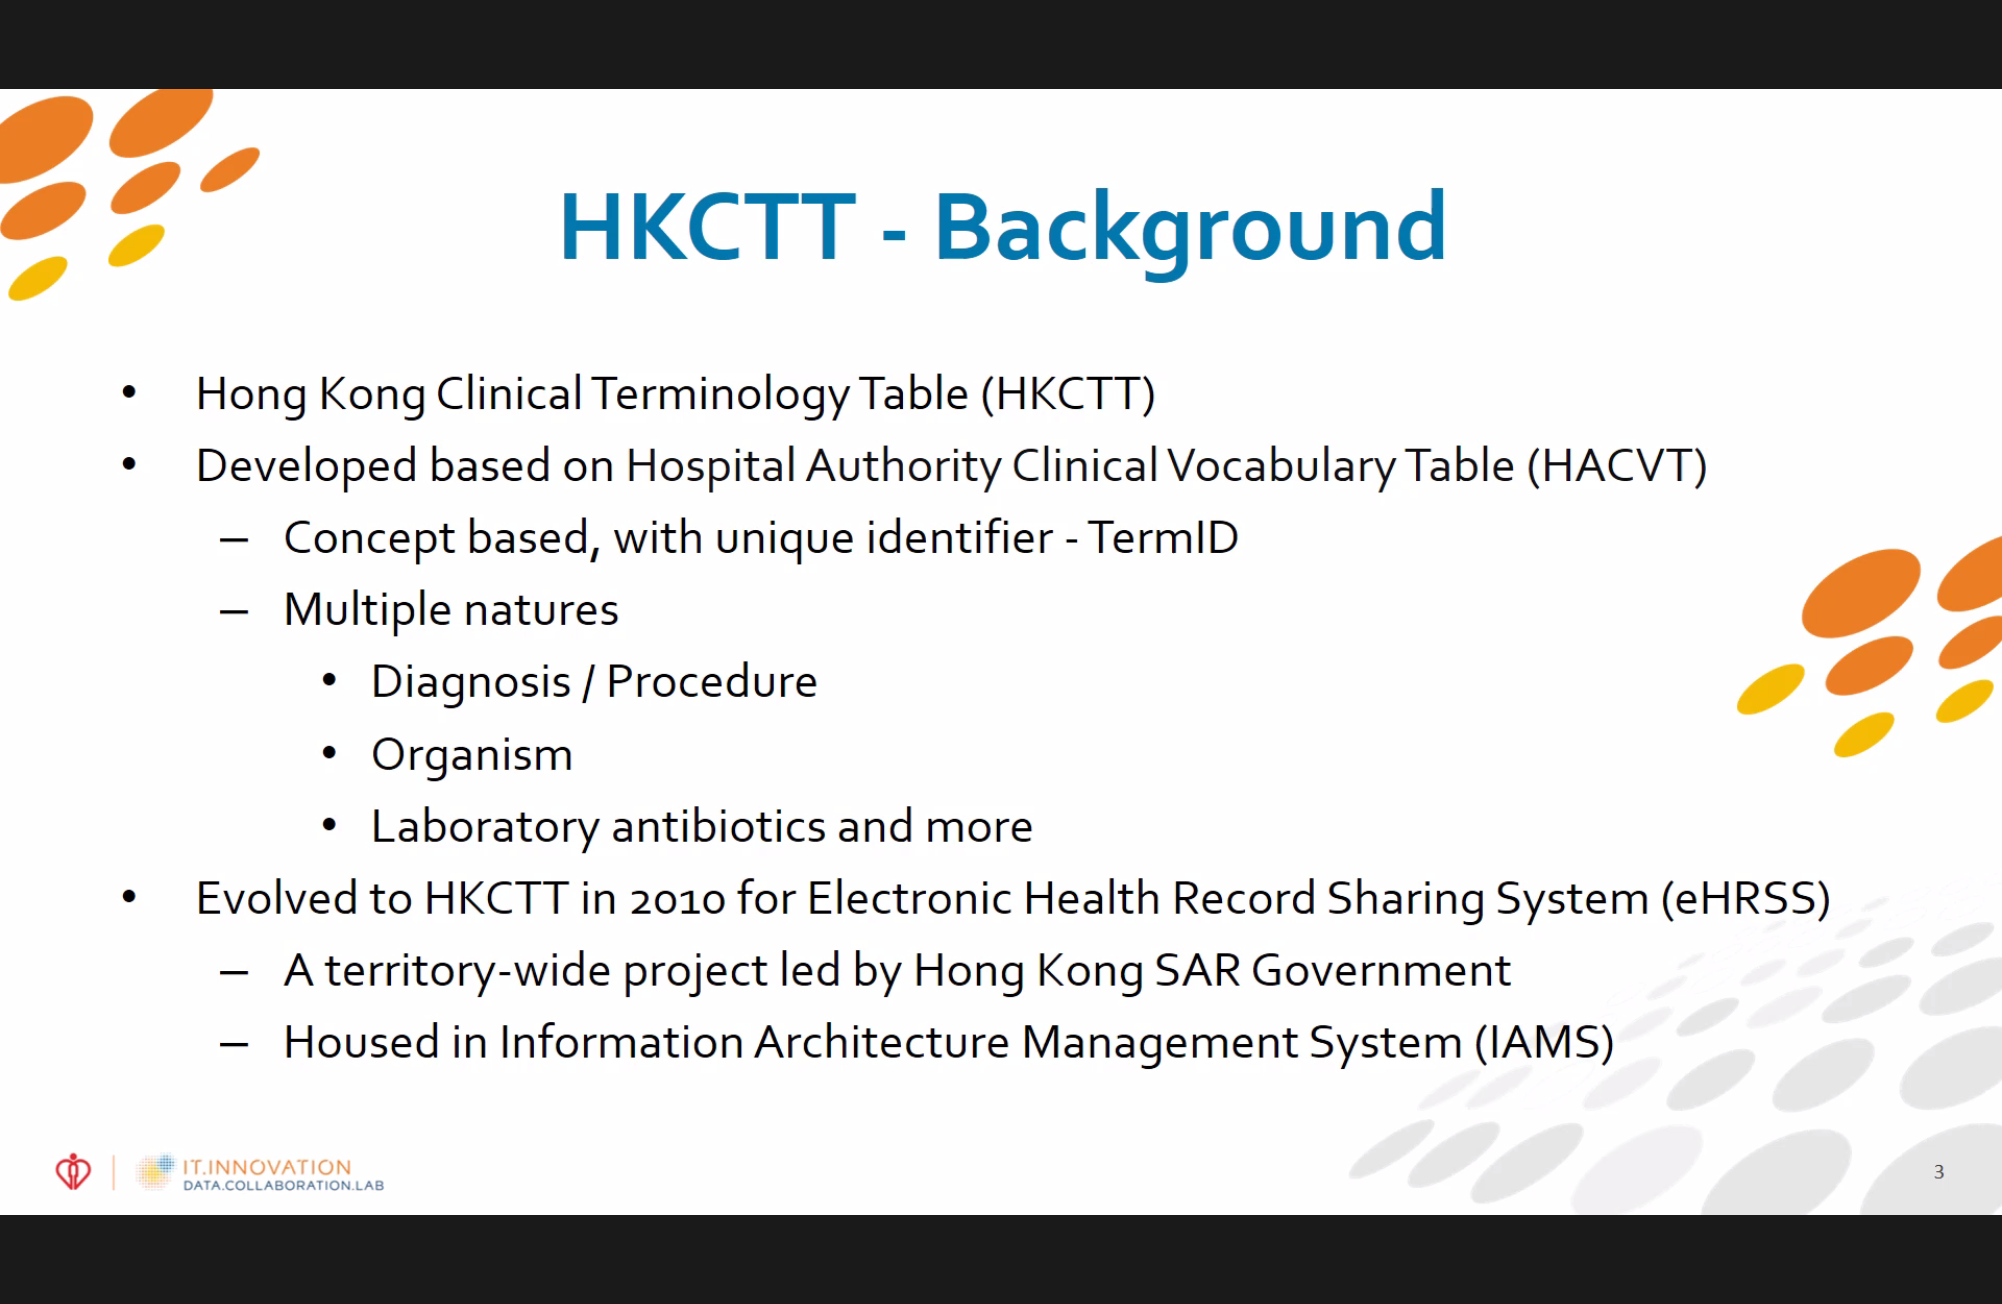 HKCTT - Background
• Hong Kong Clinical Terminology Table (HKCTT)
• Developed based on Hospital Authority Clinical Vocabulary Table (HACVT)
– Concept based, with unique identifier - TermID
– Multiple natures
• Diagnosis / Procedure
• Organism
• Laboratory antibiotics and more
• Evolved to HKCTT in 2010 for Electronic Health Record Sharing System (eHRSS)
– A territory-wide project led by Hong Kong SAR Government
– Housed in Information Architecture Management System (IAMS)
IT.INNOVATION
DATA.COLLABORATION.LAB
3